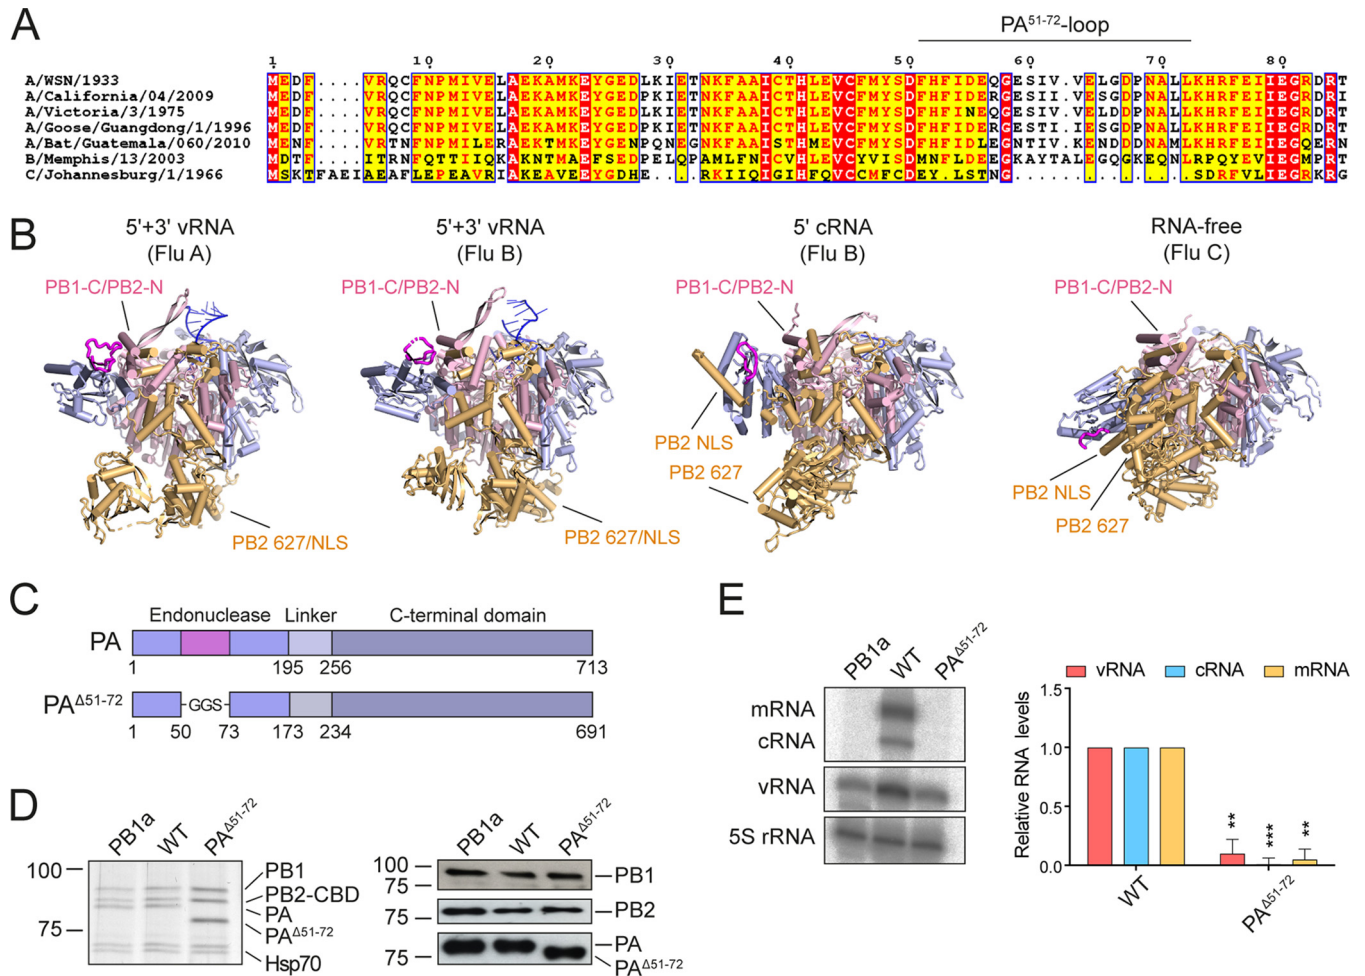 A
PA51-72-loop
1 10 20 30 40 50 60 70 80
A/WSN/1933 MEDF....VRQCFNPMIVELAEKAMKEYGEDLKIETNKFAAICTHLEVCFMYSDFHFIDEQGESIIV.ELGDPNALLKHRFEIIEGRDRT
A/California/04/2009
A/Victoria/3/1975
A/Goose/Guangdong/1/1996
A/Bat/Guatemala/060/2010
B/Memphis/13/2003
C/Johannesburg/1/1966
B
5'+3' vRNA (Flu A)
5'+3' vRNA (Flu B)
5' cRNA (Flu B)
RNA-free (Flu C)
PB1-C/PB2-N
PB1-C/PB2-N
PB1-C/PB2-N
PB1-C/PB2-N
PB2 NLS
PB2 627
PB2 NLS
PB2 627
PB2 627/NLS
PB2 627/NLS
C
Endonuclease Linker C-terminal domain
PA
1 195 256 713
PAΔ51-72 -GGS-
1 50 73 173 234 691
D
PB1a WT PAΔ51-72
100
75
PB1
PB2-CBD
PA
PAΔ51-72
Hsp70
PB1a WT PAΔ51-72
100
75
PB1
75
PB2
75
PA
PAΔ51-72
E
PB1a WT PAΔ51-72
mRNA
cRNA
vRNA
5S rRNA
vRNA cRNA mRNA
Relative RNA levels
1.5
1.0
0.5
0.0
** *** **
WT PAΔ51-72